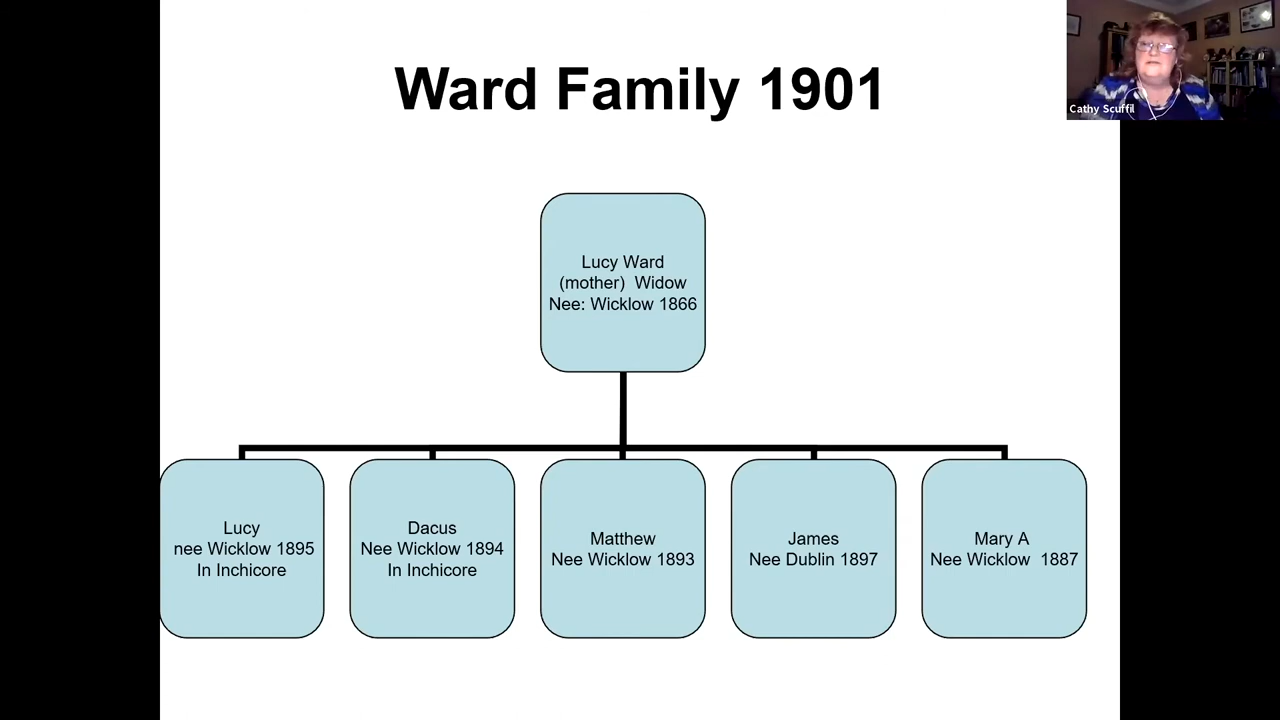 Ward Family 1901
Cathy Scuffil
Lucy Ward
(mother) Widow
Nee: Wicklow 1866
Lucy
nee Wicklow 1895
In Inchicore
Dacus
Nee Wicklow 1894
In Inchicore
Matthew
Nee Wicklow 1893
James
Nee Dublin 1897
Mary A
Nee Wicklow 1887